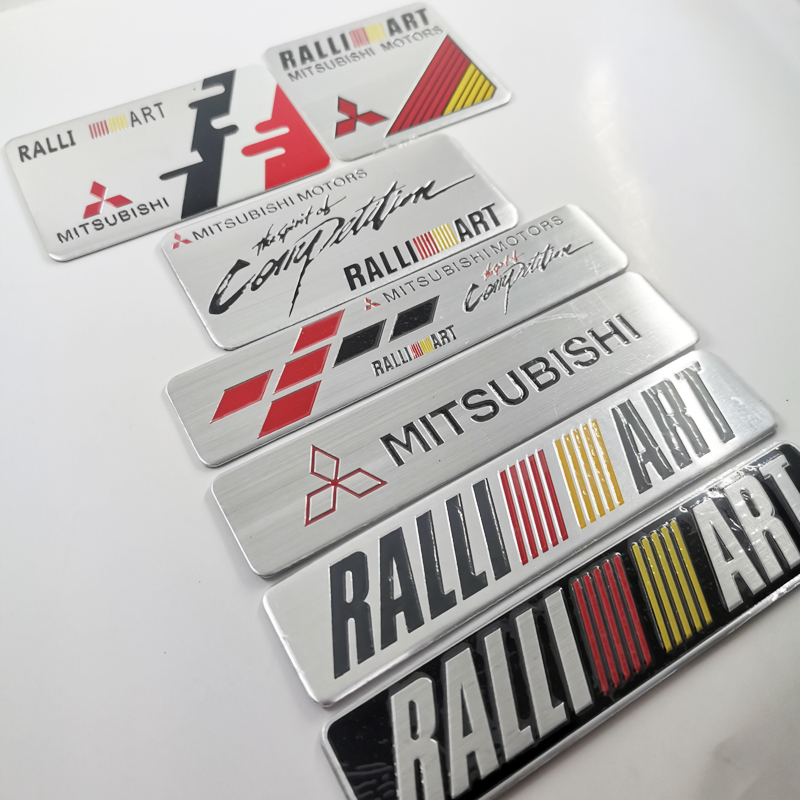 RALLI ART
MITSUBISHI MOTORS
RALLI ART
MITSUBISHI
MITSUBISHI MOTORS
the spirit of
Competition
RALLI ART
MITSUBISHI MOTORS
the spirit of
Competition
RALLI ART
MITSUBISHI
RALLI ART
RALLI ART